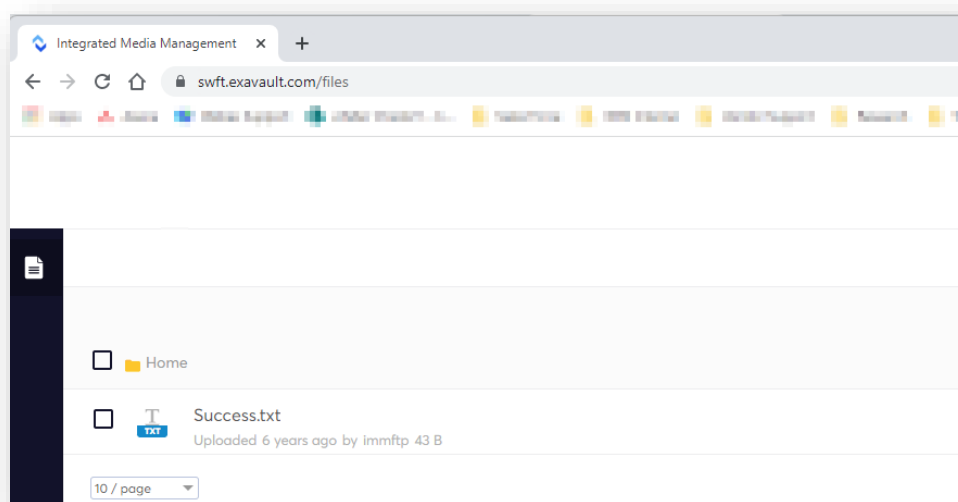 Integrated Media Management
swft.exavault.com/files
Home
T
TXT
Success.txt
Uploaded 6 years ago by immftp 43 B
10 / page